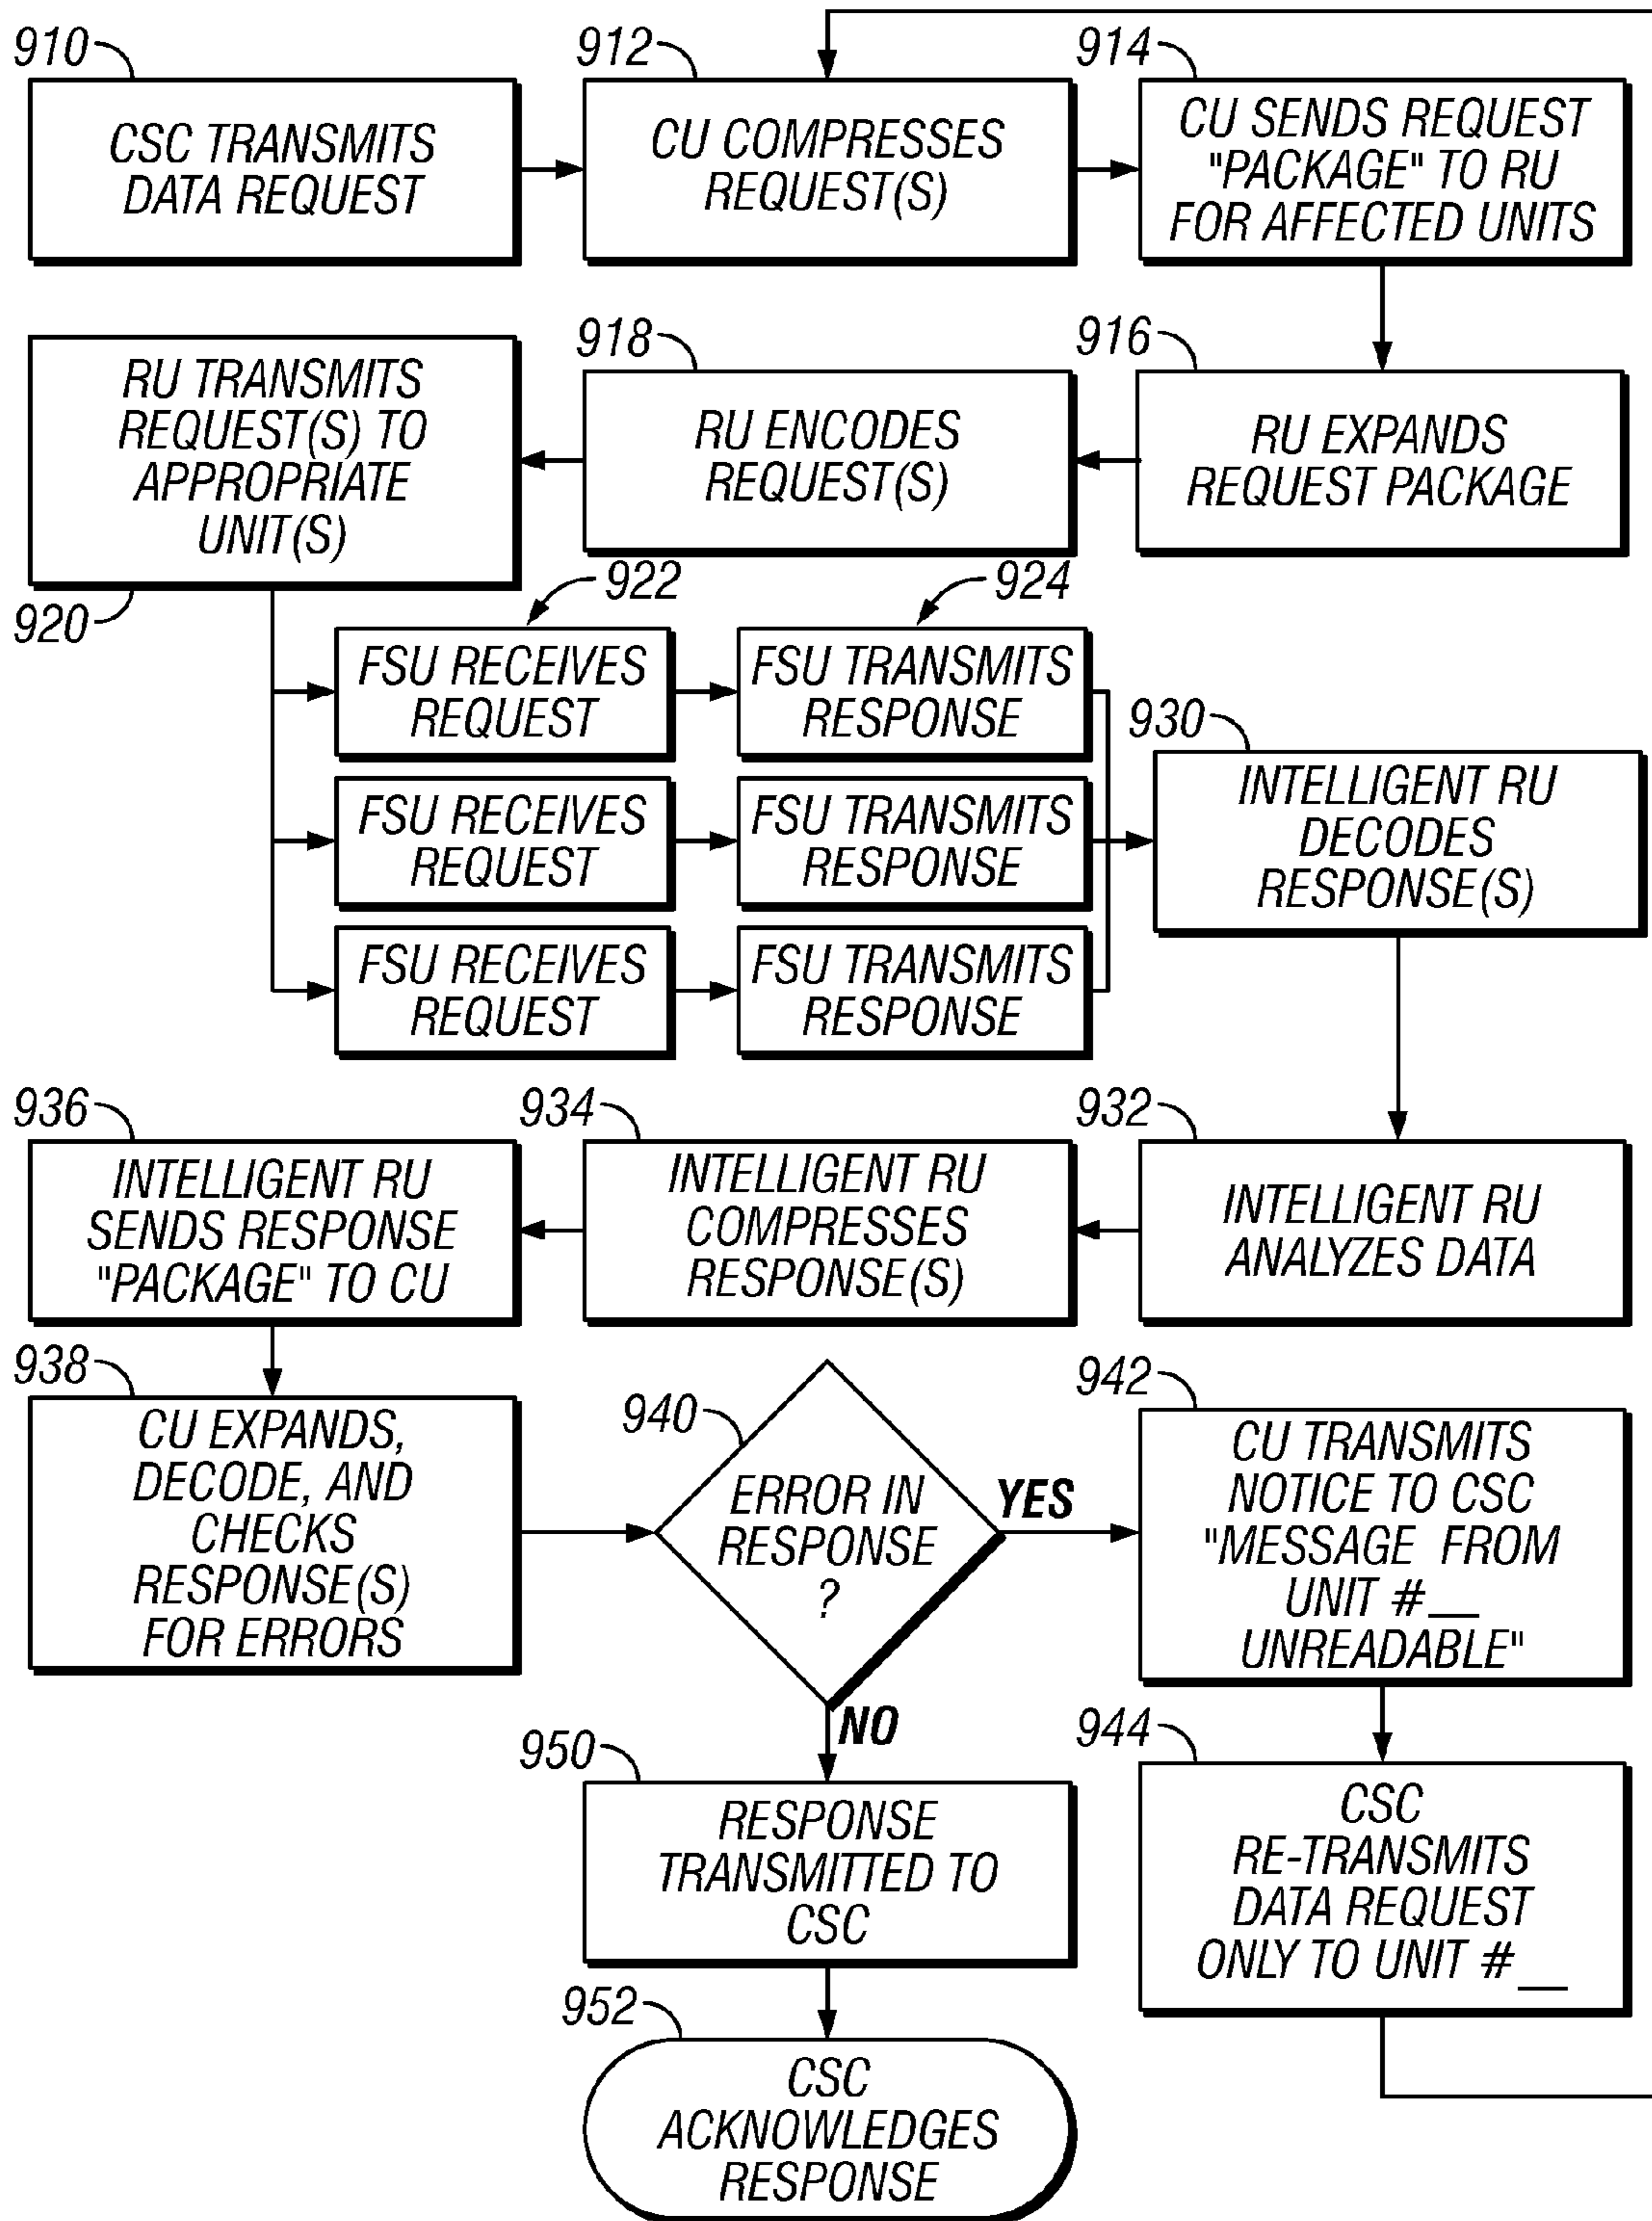 910
CSC TRANSMITS
DATA REQUEST
912
CU COMPRESSES
REQUEST(S)
914
CU SENDS REQUEST
"PACKAGE" TO RU
FOR AFFECTED UNITS
916
RU EXPANDS
REQUEST PACKAGE
918
RU ENCODES
REQUEST(S)
RU TRANSMITS
REQUEST(S) TO
APPROPRIATE
UNIT(S)
920
922
FSU RECEIVES
REQUEST
FSU RECEIVES
REQUEST
FSU RECEIVES
REQUEST
924
FSU TRANSMITS
RESPONSE
FSU TRANSMITS
RESPONSE
FSU TRANSMITS
RESPONSE
930
INTELLIGENT RU
DECODES
RESPONSE(S)
932
INTELLIGENT RU
ANALYZES DATA
934
INTELLIGENT RU
COMPRESSES
RESPONSE(S)
936
INTELLIGENT RU
SENDS RESPONSE
"PACKAGE" TO CU
938
CU EXPANDS,
DECODE, AND
CHECKS
RESPONSE(S)
FOR ERRORS
940
ERROR IN
RESPONSE
?
YES
942
CU TRANSMITS
NOTICE TO CSC
"MESSAGE FROM
UNIT #__
UNREADABLE"
944
CSC
RE-TRANSMITS
DATA REQUEST
ONLY TO UNIT #__
NO
950
RESPONSE
TRANSMITTED TO
CSC
952
CSC
ACKNOWLEDGES
RESPONSE